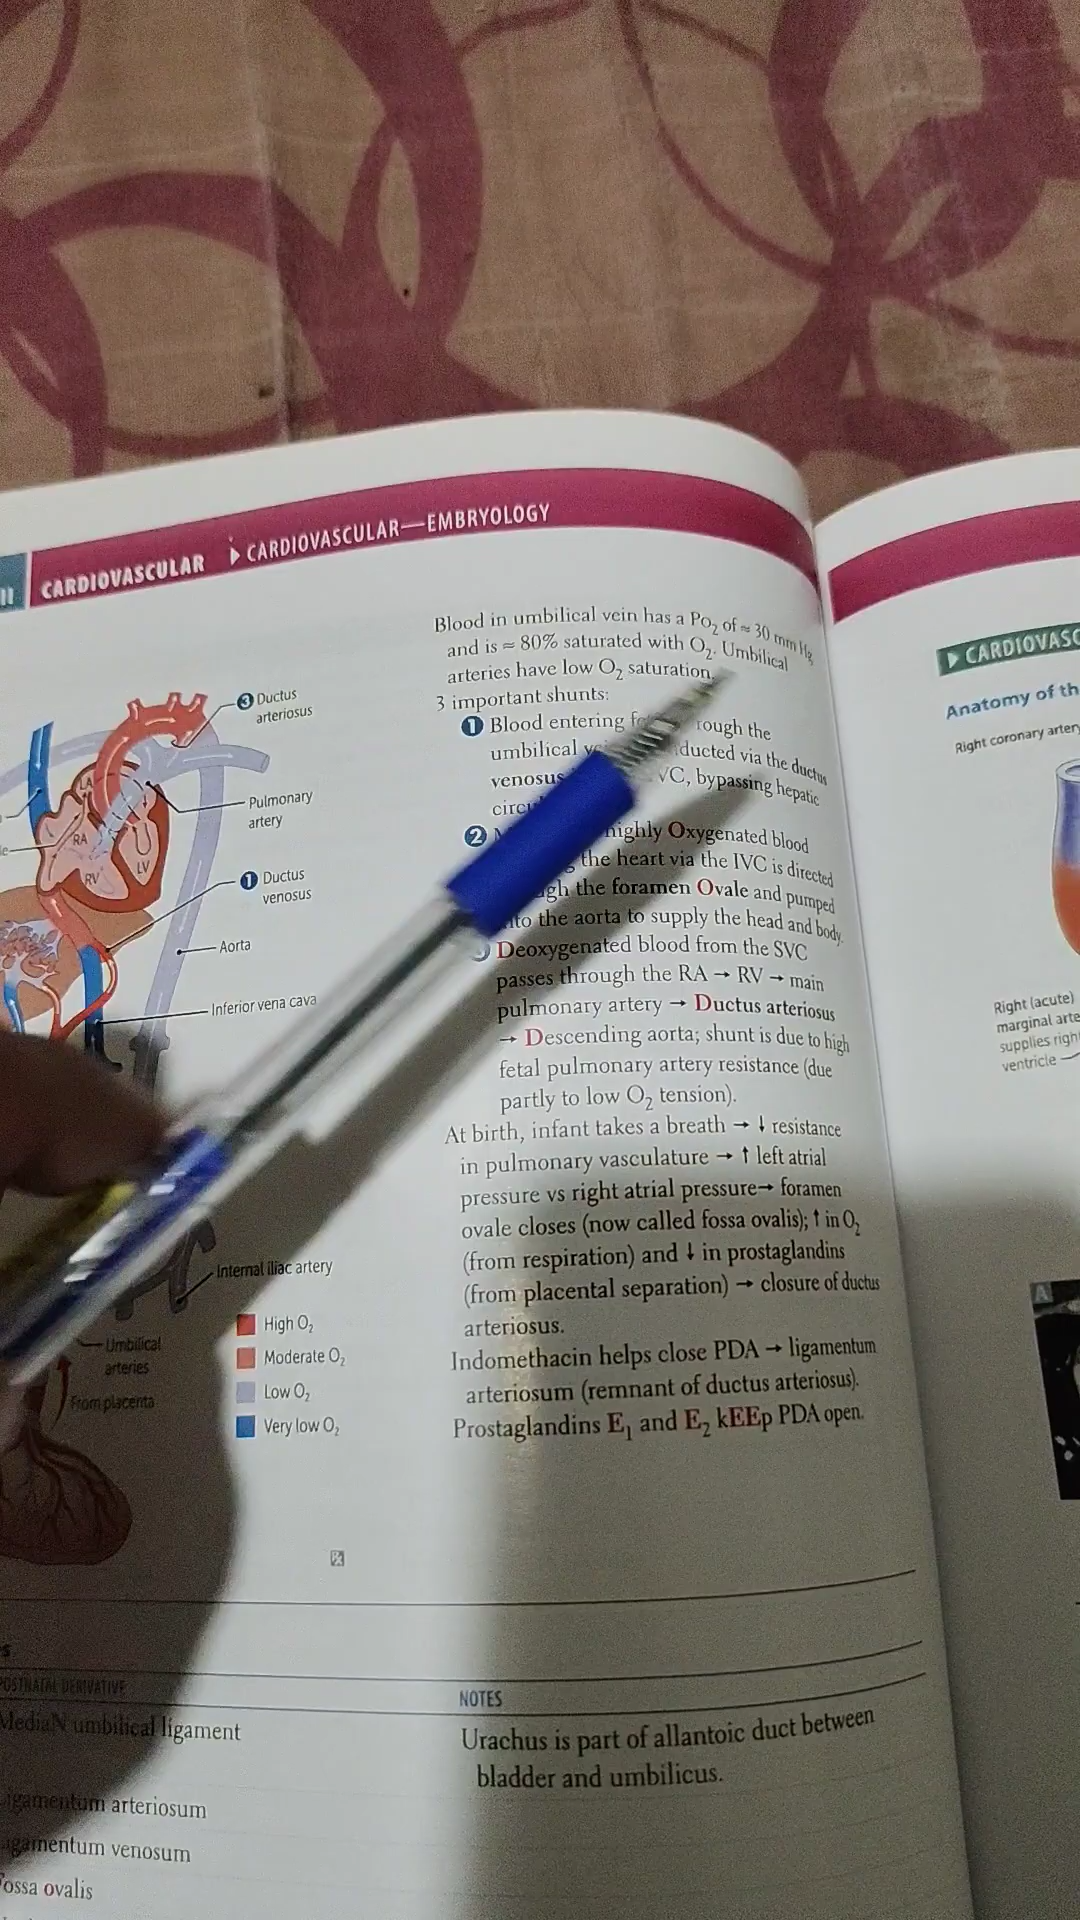 II
CARDIOVASCULAR ▶ CARDIOVASCULAR—EMBRYOLOGY
3 Ductus
arteriosus
LA
Pulmonary
artery
RA
LV
RV
1 Ductus
venosus
Aorta
Inferior vena cava
Internal iliac artery
Umbilical
arteries
From placenta
High O2
Moderate O2
Low O2
Very low O2
Blood in umbilical vein has a Po2 of ≈ 30 mm Hg
and is ≈ 80% saturated with O2. Umbilical
arteries have low O2 saturation.
3 important shunts:
1 Blood entering rough the
umbilical ducted via the ductus
venosus VC, bypassing hepatic
2 highly Oxygenated blood
the heart via the IVC is directed
gh the foramen Ovale and pumped
to the aorta to supply the head and body.
Deoxygenated blood from the SVC
passes through the RA → RV → main
pulmonary artery → Ductus arteriosus
→ Descending aorta; shunt is due to high
fetal pulmonary artery resistance (due
partly to low O2 tension).
At birth, infant takes a breath → ↓ resistance
in pulmonary vasculature → ↑ left atrial
pressure vs right atrial pressure→ foramen
ovale closes (now called fossa ovalis); ↑ in O2
(from respiration) and ↓ in prostaglandins
(from placental separation) → closure of ductus
arteriosus.
Indomethacin helps close PDA → ligamentum
arteriosum (remnant of ductus arteriosus).
Prostaglandins E1 and E2 kEEp PDA open.
POSTNATAL DERIVATIVE
NOTES
MediaN umbilical ligament
Urachus is part of allantoic duct between
bladder and umbilicus.
ligamentum arteriosum
ligamentum venosum
Fossa ovalis
▶ CARDIOVASC
Anatomy of th
Right coronary artery
Right (acute)
marginal arte
supplies righ
ventricle
A